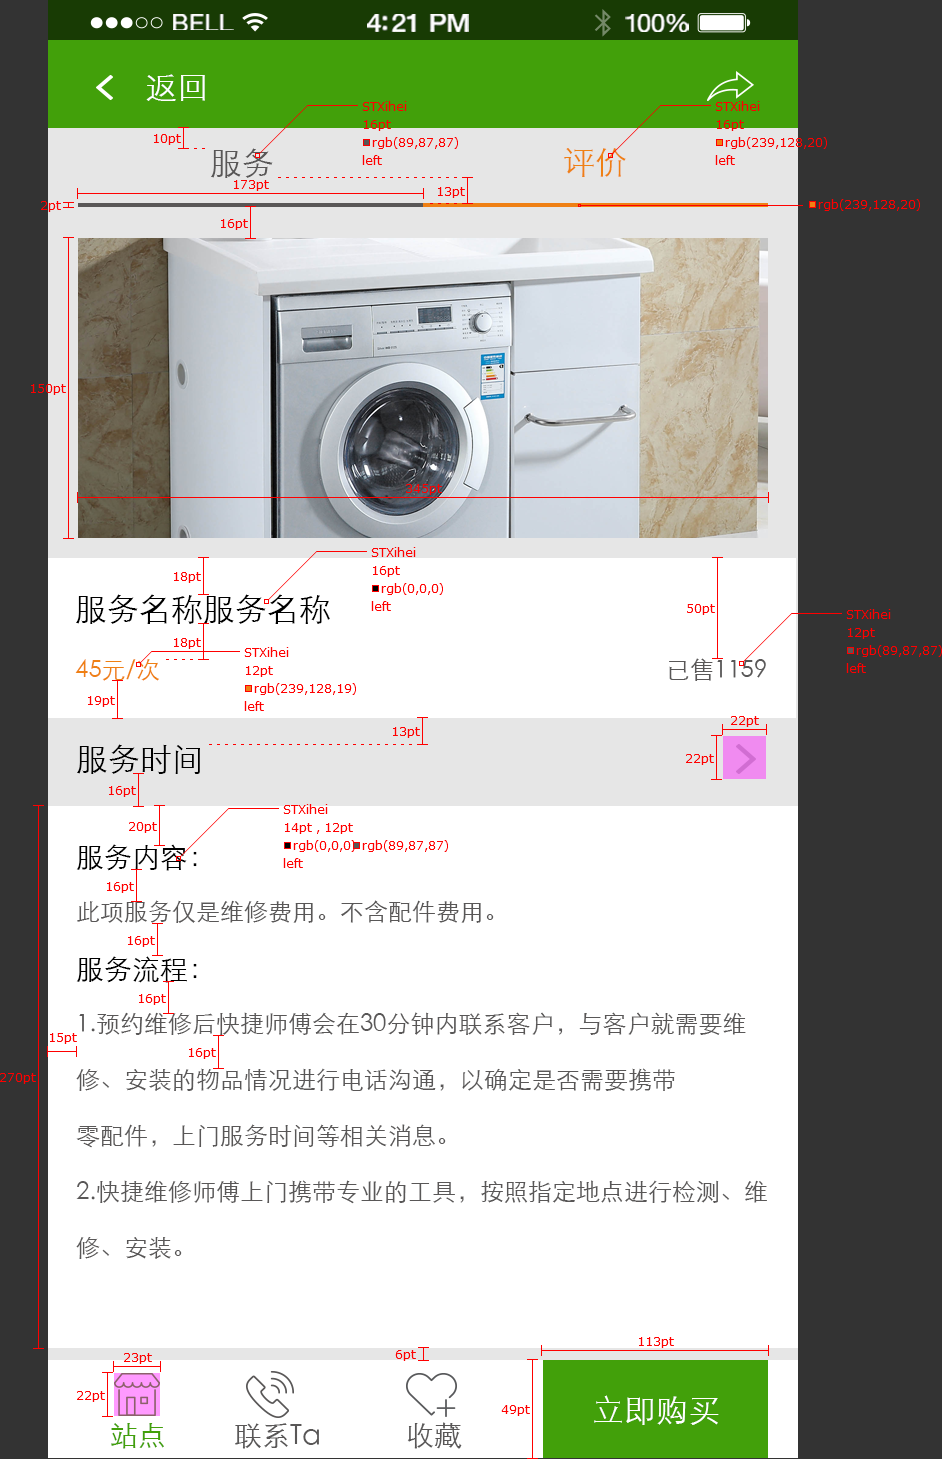 BELL 4:21 PM 100%
返回
STXihei
16pt
rgb(89,87,87)
left
STXihei
16pt
rgb(239,128,20)
left
10pt
服务 评价
173pt
13pt
2pt
rgb(239,128,20)
16pt
150pt
345pt
STXihei
16pt
rgb(0,0,0)
left
18pt
服务名称服务名称
50pt
18pt
STXihei
12pt
rgb(89,87,87)
left
45元/次
STXihei
12pt
rgb(239,128,19)
left
已售1159
19pt
13pt
22pt
服务时间
22pt
16pt
STXihei
14pt , 12pt
rgb(0,0,0) rgb(89,87,87)
left
20pt
服务内容：
16pt
此项服务仅是维修费用。不含配件费用。
16pt
服务流程：
16pt
1.预约维修后快捷师傅会在30分钟内联系客户，与客户就需要维
15pt
16pt
270pt
修、安装的物品情况进行电话沟通，以确定是否需要携带
零配件，上门服务时间等相关消息。
2.快捷维修师傅上门携带专业的工具，按照指定地点进行检测、维
修、安装。
6pt
113pt
23pt
22pt
49pt
站点 联系Ta 收藏 立即购买